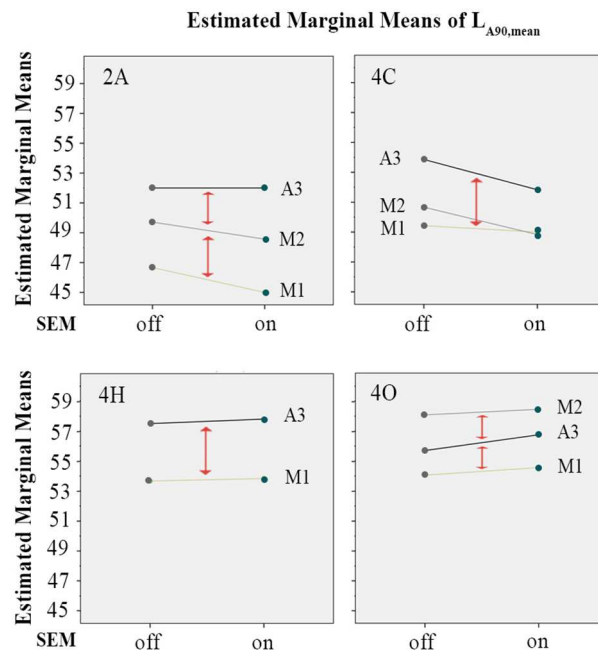 Estimated Marginal Means of L A90,mean
Estimated Marginal Means
2A
59
57
55
53
51
49
47
45
A3
M2
M1
SEM off on
4C
A3
M2
M1
off on
Estimated Marginal Means
4H
59
57
55
53
51
49
47
45
A3
M1
SEM off on
4O
M2
A3
M1
off on